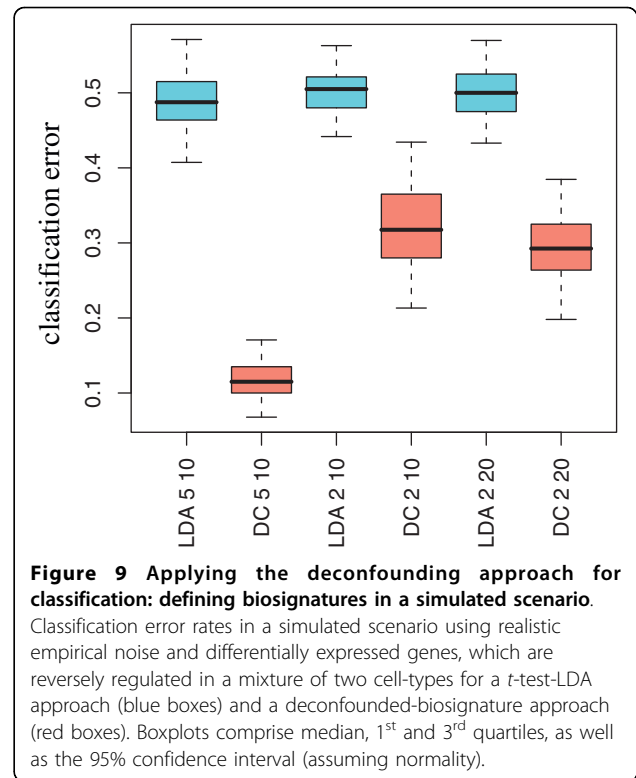 classification error
0.5
0.4
0.3
0.2
0.1
LDA 5 10
DC 5 10
LDA 2 10
DC 2 10
LDA 2 20
DC 2 20
Figure 9 Applying the deconfounding approach for
classification: defining biosignatures in a simulated scenario.
Classification error rates in a simulated scenario using realistic
empirical noise and differentially expressed genes, which are
reversely regulated in a mixture of two cell-types for a t-test-LDA
approach (blue boxes) and a deconfounded-biosignature approach
(red boxes). Boxplots comprise median, 1st and 3rd quartiles, as well
as the 95% confidence interval (assuming normality).